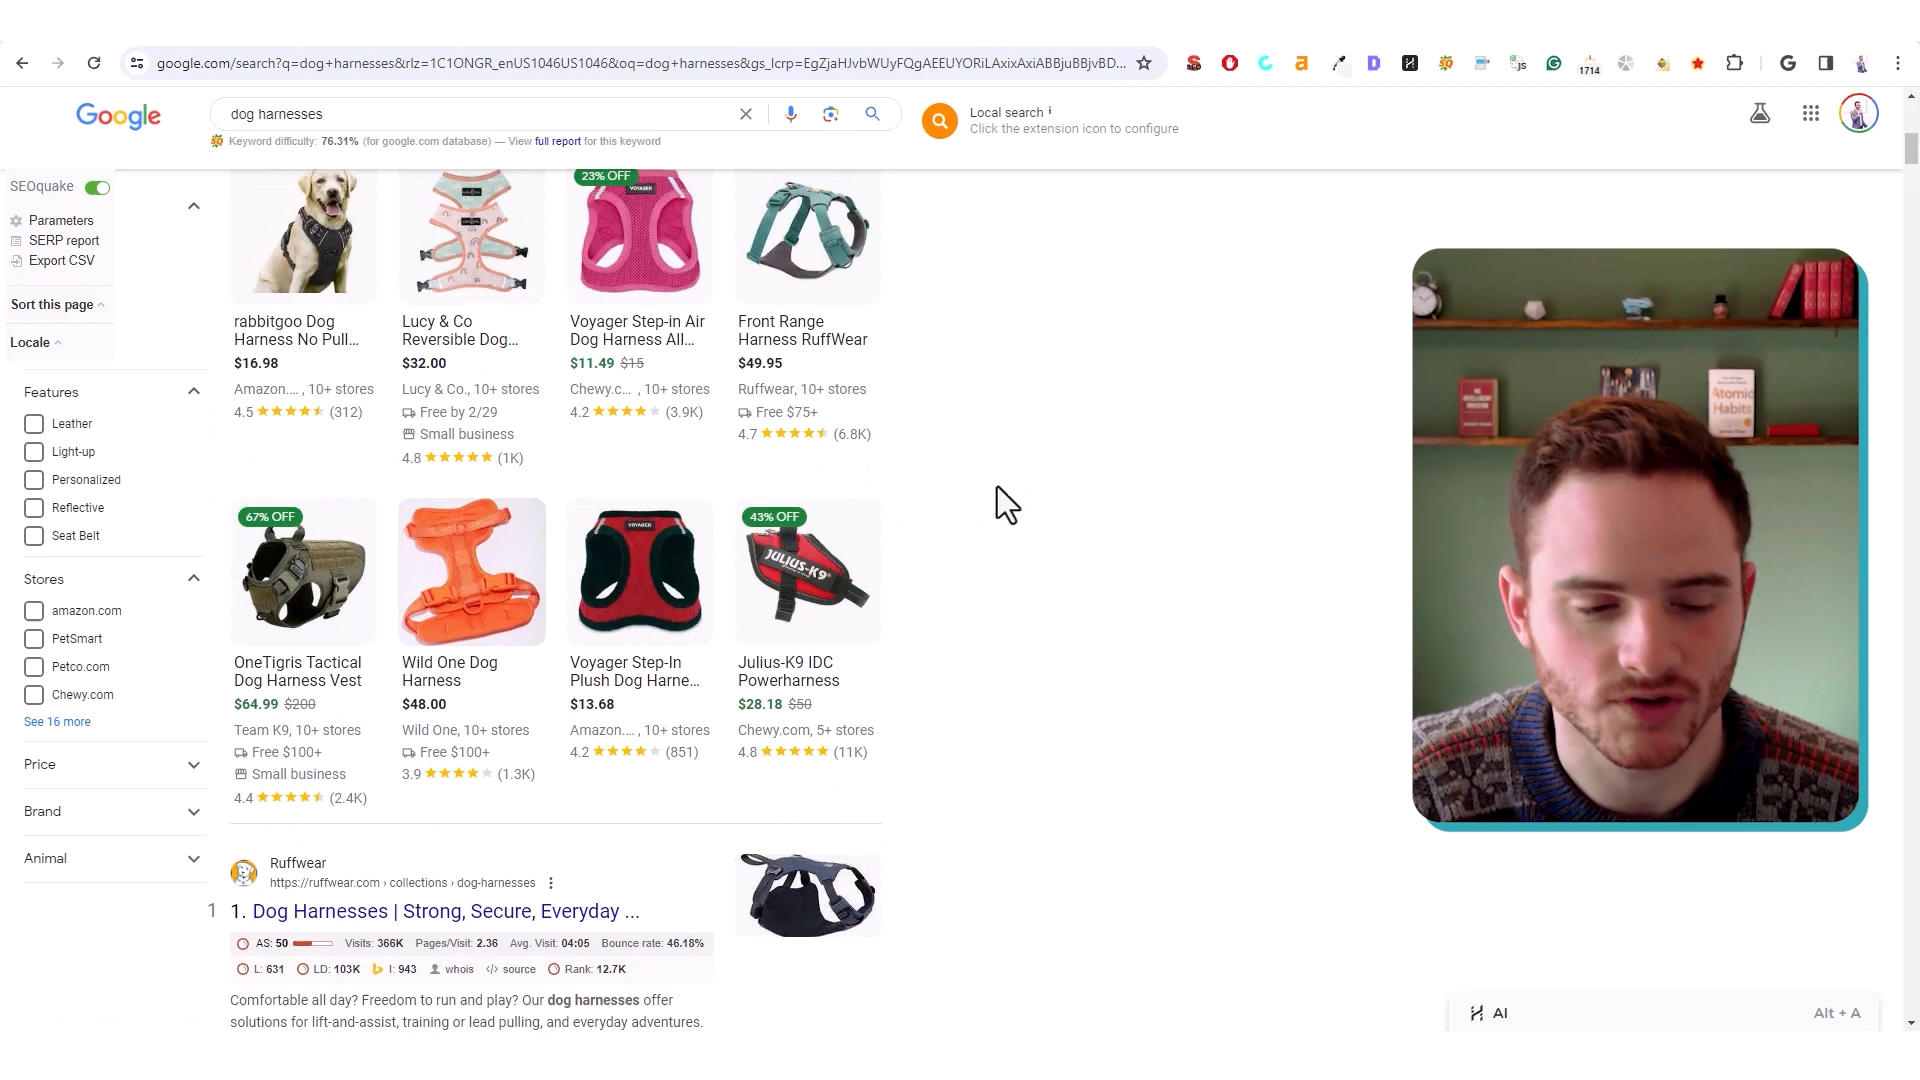 google.com/search?q=dog+harnesses&rlz=1C1ONGR_enUS1046US1046&oq=dog+harnesses&gs_lcrp=EgZjaHJvbWUyFQgAEEUYORiLAxixAxiABBjuBBjvBD...
1714
Google
dog harnesses
Local search i
Click the extension icon to configure
Keyword difficulty: 76.31% (for google.com database) — View full report for this keyword
SEOquake
Parameters
SERP report
Export CSV
Sort this page
Locale
Features
Leather
Light-up
Personalized
Reflective
Seat Belt
Stores
amazon.com
PetSmart
Petco.com
Chewy.com
See 16 more
Price
Brand
Animal
rabbitgoo Dog
Harness No Pull...
$16.98
Amazon.... , 10+ stores
4.5 (312)
Lucy & Co
Reversible Dog...
$32.00
Lucy & Co., 10+ stores
Free by 2/29
Small business
4.8 (1K)
23% OFF
VOYAGER
Voyager Step-in Air
Dog Harness All...
$11.49 $15
Chewy.c... , 10+ stores
4.2 (3.9K)
Front Range
Harness RuffWear
$49.95
Ruffwear, 10+ stores
Free $75+
4.7 (6.8K)
67% OFF
OneTigris Tactical
Dog Harness Vest
$64.99 $200
Team K9, 10+ stores
Free $100+
Small business
4.4 (2.4K)
Wild One Dog
Harness
$48.00
Wild One, 10+ stores
Free $100+
3.9 (1.3K)
VOYAGER
Voyager Step-In
Plush Dog Harne...
$13.68
Amazon.... , 10+ stores
4.2 (851)
43% OFF
JULIUS-K9
Julius-K9 IDC
Powerharness
$28.18 $50
Chewy.com, 5+ stores
4.8 (11K)
Ruffwear
https://ruffwear.com › collections › dog-harnesses
1
1. Dog Harnesses | Strong, Secure, Everyday ...
AS: 50 Visits: 366K Pages/Visit: 2.36 Avg. Visit: 04:05 Bounce rate: 46.18%
L: 631 LD: 103K I: 943 whois </> source Rank: 12.7K
Comfortable all day? Freedom to run and play? Our dog harnesses offer
solutions for lift-and-assist, training or lead pulling, and everyday adventures.
Atomic
Habits
AI
Alt + A